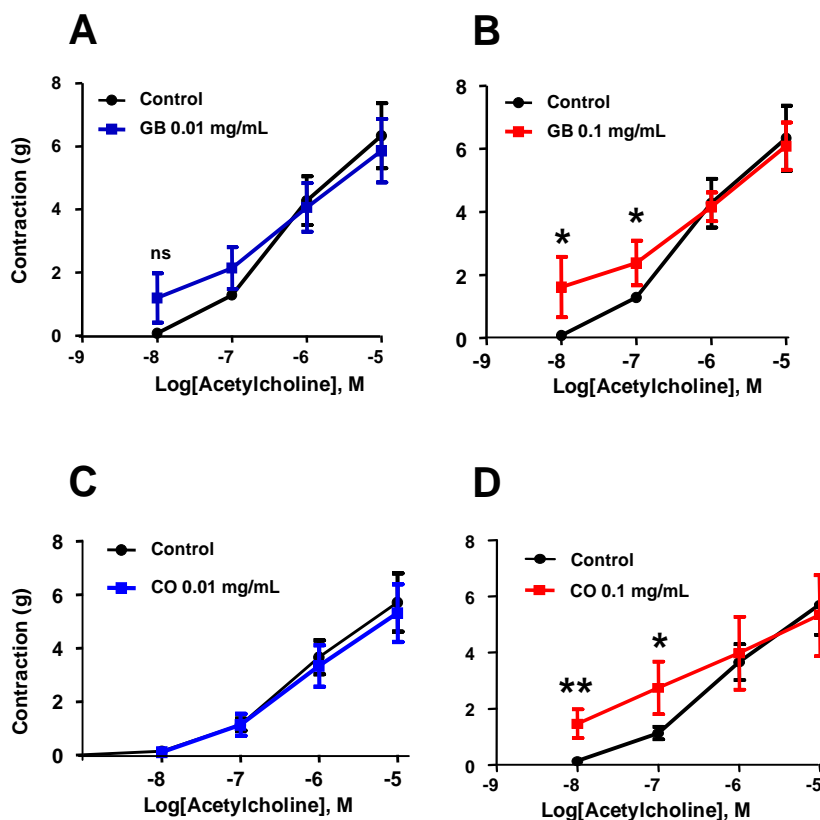 A
8
6
4
2
0
Contraction (g)
Control
GB 0.01 mg/mL
ns
-9 -8 -7 -6 -5
Log[Acetylcholine], M
B
8
6
4
2
0
Control
GB 0.1 mg/mL
* *
-9 -8 -7 -6 -5
Log[Acetylcholine], M
C
8
6
4
2
0
Contraction (g)
Control
CO 0.01 mg/mL
-8 -7 -6 -5
Log[Acetylcholine], M
D
8
6
4
2
0
Control
CO 0.1 mg/mL
** *
-9 -8 -7 -6 -5
Log[Acetylcholine], M